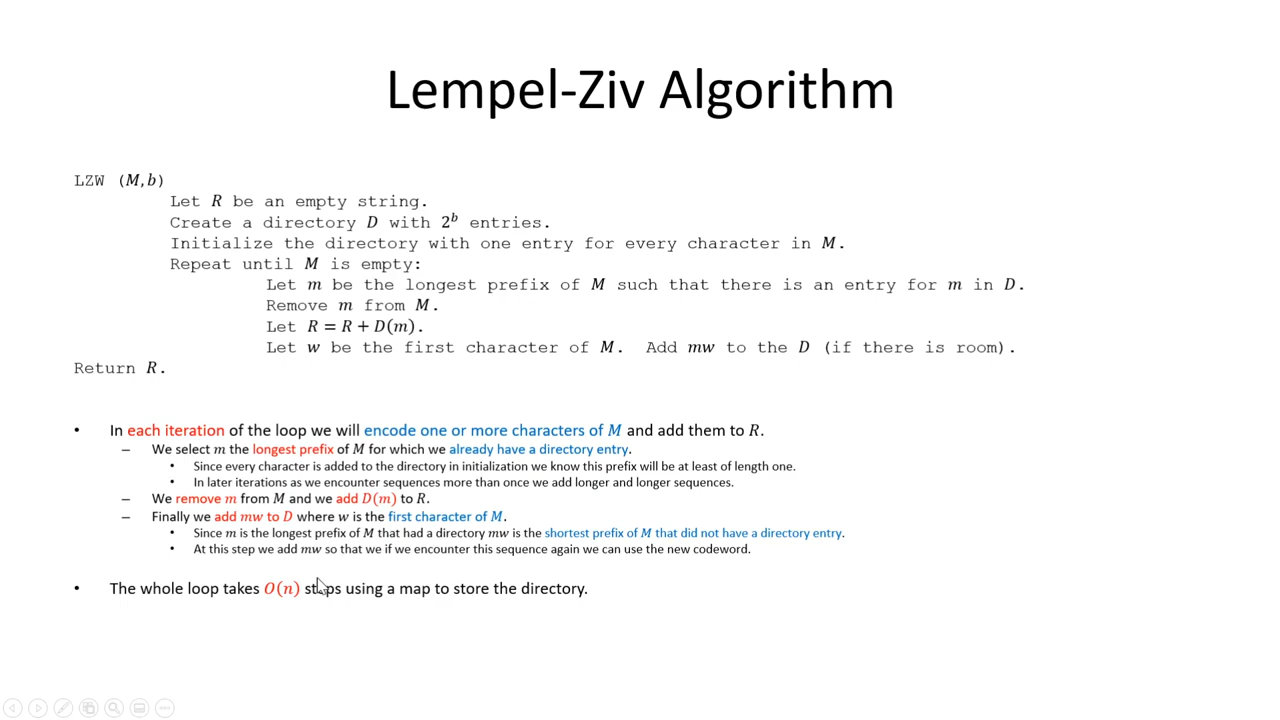 Lempel-Ziv Algorithm
LZW (M,b)
Let R be an empty string.
Create a directory D with 2^b entries.
Initialize the directory with one entry for every character in M.
Repeat until M is empty:
Let m be the longest prefix of M such that there is an entry for m in D.
Remove m from M.
Let R = R + D(m).
Let w be the first character of M. Add mw to the D (if there is room).
Return R.
• In each iteration of the loop we will encode one or more characters of M and add them to R.
– We select m the longest prefix of M for which we already have a directory entry.
• Since every character is added to the directory in initialization we know this prefix will be at least of length one.
• In later iterations as we encounter sequences more than once we add longer and longer sequences.
– We remove m from M and we add D(m) to R.
– Finally we add mw to D where w is the first character of M.
• Since m is the longest prefix of M that had a directory mw is the shortest prefix of M that did not have a directory entry.
• At this step we add mw so that we if we encounter this sequence again we can use the new codeword.
• The whole loop takes O(n) steps using a map to store the directory.